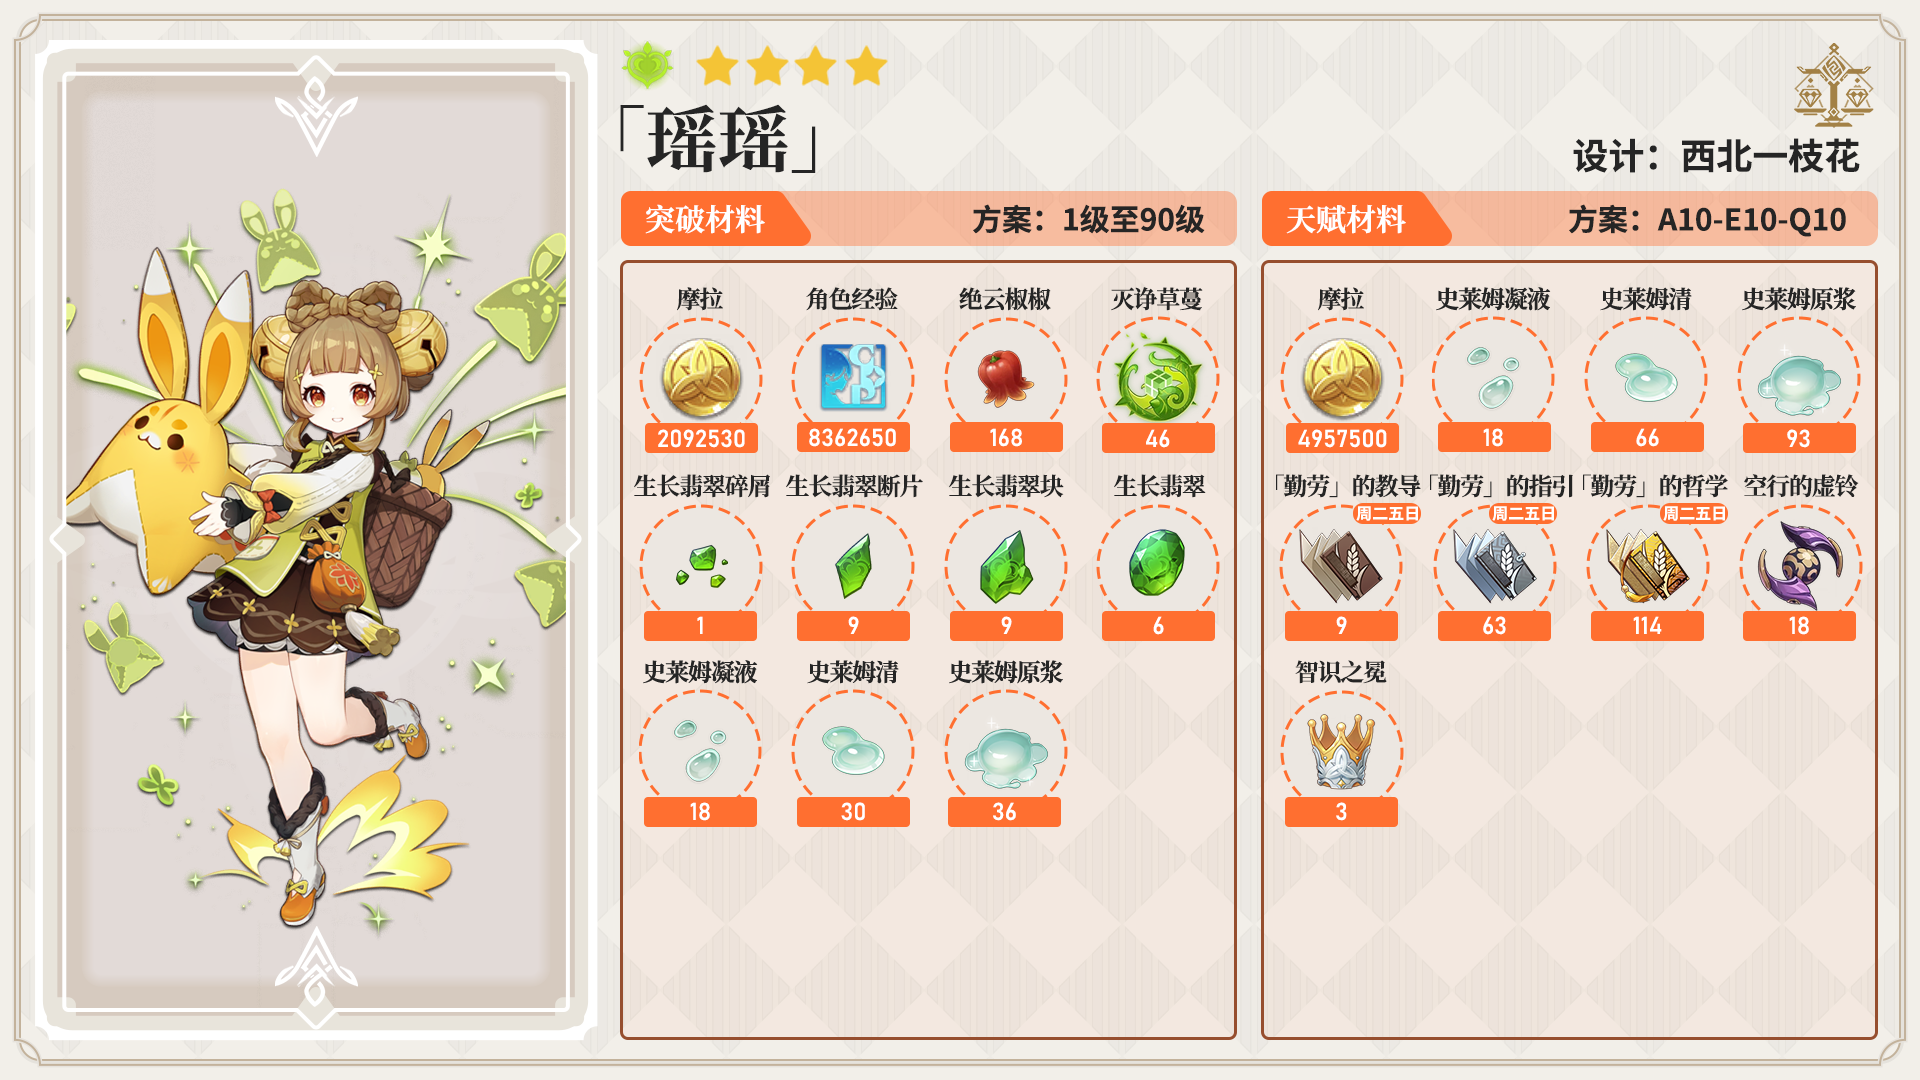 「瑶瑶」
设计：西北一枝花
突破材料
方案：1级至90级
摩拉
角色经验
绝云椒椒
灭诤草蔓
2092530
8362650
168
46
生长翡翠碎屑
生长翡翠断片
生长翡翠块
生长翡翠
1
9
9
6
史莱姆凝液
史莱姆清
史莱姆原浆
18
30
36
天赋材料
方案：A10-E10-Q10
摩拉
史莱姆凝液
史莱姆清
史莱姆原浆
4957500
18
66
93
「勤劳」的教导
「勤劳」的指引
「勤劳」的哲学
空行的虚铃
周二五日
周二五日
周二五日
9
63
114
18
智识之冕
3